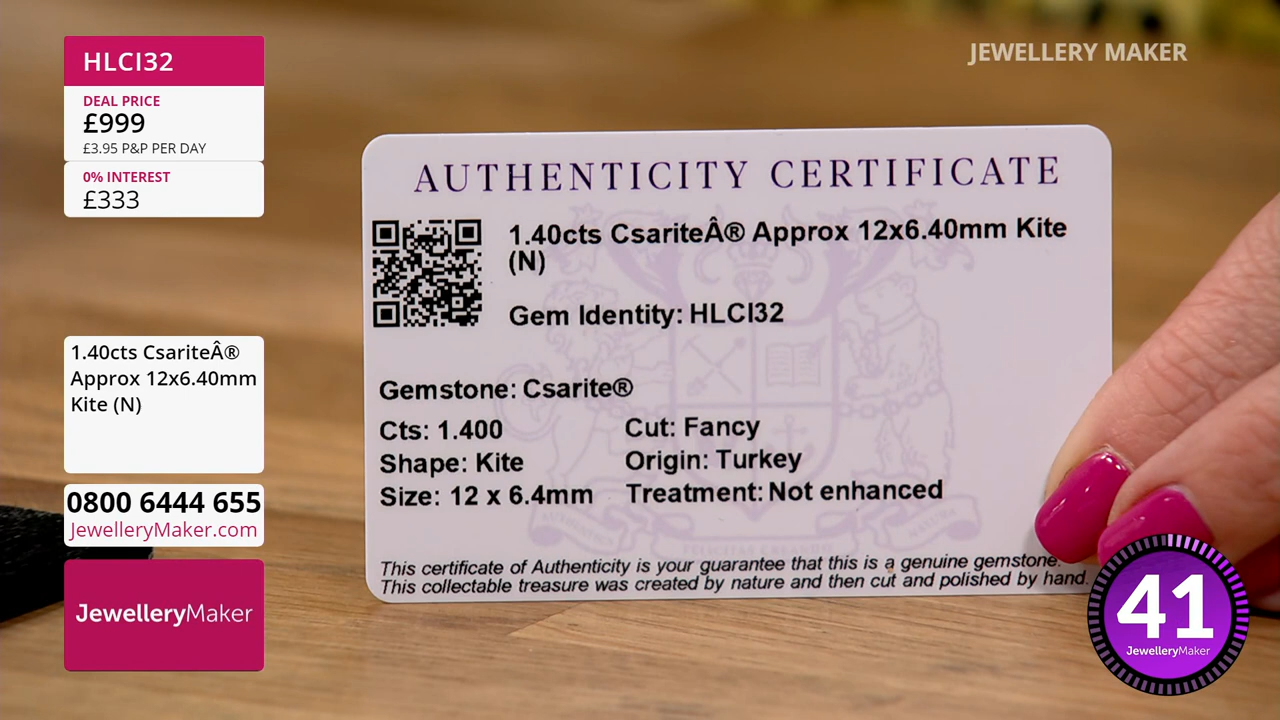 HLCI32
DEAL PRICE
£999
£3.95 P&P PER DAY
0% INTEREST
£333
1.40cts CsariteÂ®
Approx 12x6.40mm
Kite (N)
0800 6444 655
JewelleryMaker.com
JewelleryMaker
JEWELLERY MAKER
AUTHENTICITY CERTIFICATE
1.40cts CsariteÂ® Approx 12x6.40mm Kite
(N)
Gem Identity: HLCI32
Gemstone: Csarite®
Cts: 1.400
Cut: Fancy
Shape: Kite
Origin: Turkey
Size: 12 x 6.4mm
Treatment: Not enhanced
This certificate of Authenticity is your guarantee that this is a genuine gemstone.
This collectable treasure was created by nature and then cut and polished by hand.
41
JewelleryMaker